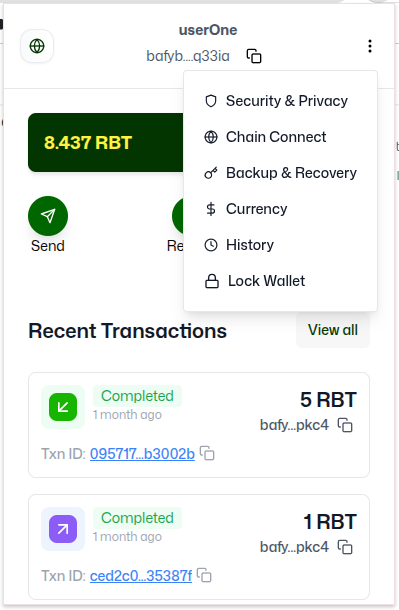 userOne
bafyb....q33ia
Security & Privacy
Chain Connect
Backup & Recovery
Currency
History
Lock Wallet
8.437 RBT
Send
Re
Recent Transactions
View all
Completed
5 RBT
1 month ago
bafy...pkc4
Txn ID: 095717...b3002b
Completed
1 RBT
1 month ago
bafy...pkc4
Txn ID: ced2c0...35387f